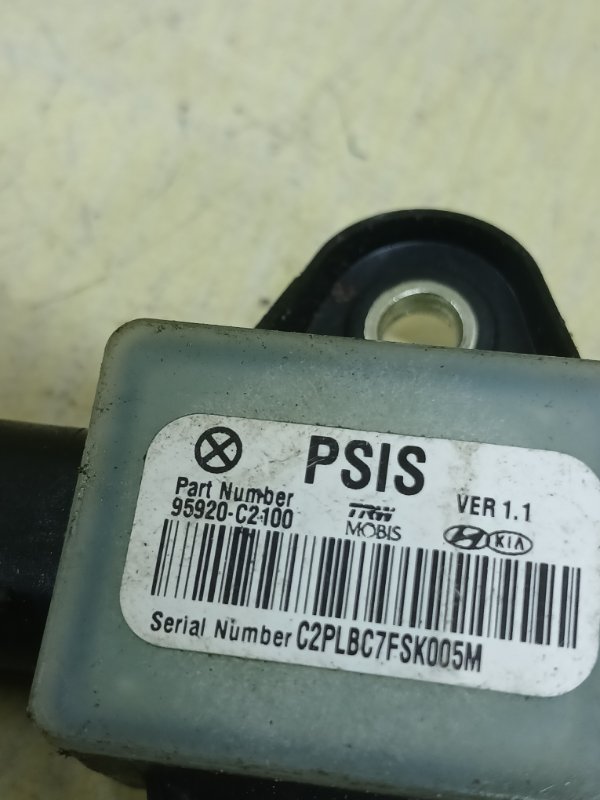 PSIS
VER 1.1
Part Number
95920-C2100
TRW
MOBIS
KIA
Serial Number C2PLBC7FSK005M